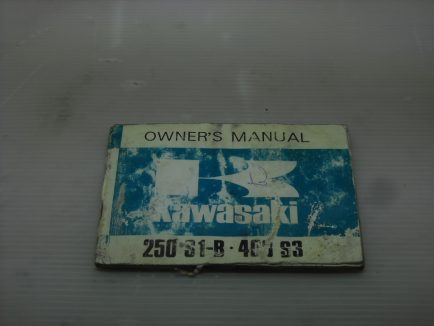 OWNER'S MANUAL
Kawasaki
250 S1-B · 400 S3